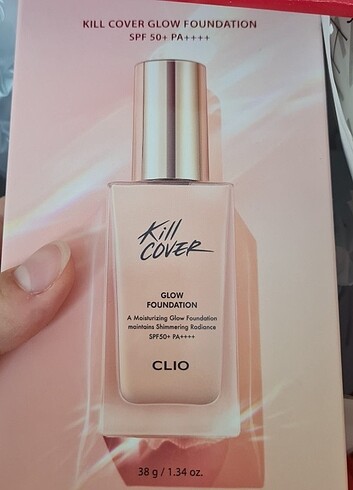 KILL COVER GLOW FOUNDATION
SPF 50+ PA++++
Kill
COVER
GLOW
FOUNDATION
A Moisturizing Glow Foundation
maintains Shimmering Radiance
SPF50+ PA++++
CLIO
38 g / 1.34 oz.